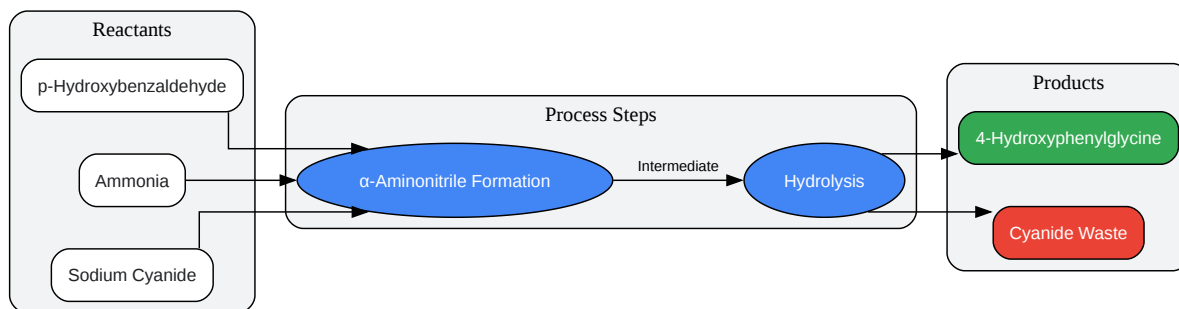 Reactants
p-Hydroxybenzaldehyde
Ammonia
Sodium Cyanide
Process Steps
α-Aminonitrile Formation
Intermediate
Hydrolysis
Products
4-Hydroxyphenylglycine
Cyanide Waste